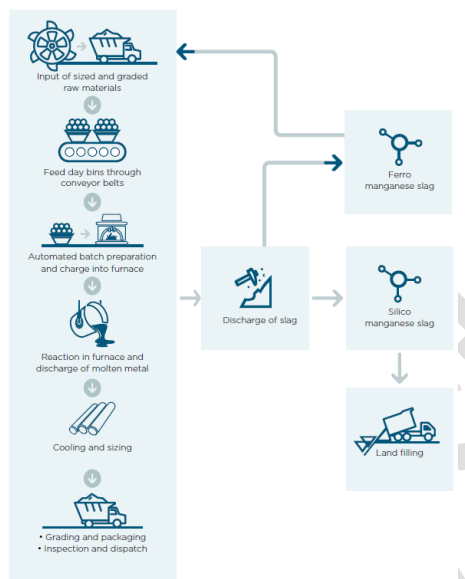 Input of sized and graded
raw materials
Feed day bins through
conveyor belts
Automated batch preparation
and charge into furnace
Reaction in furnace and
discharge of molten metal
Cooling and sizing
• Grading and packaging
• Inspection and dispatch
Discharge of slag
Ferro
manganese slag
Silico
manganese slag
Land filling